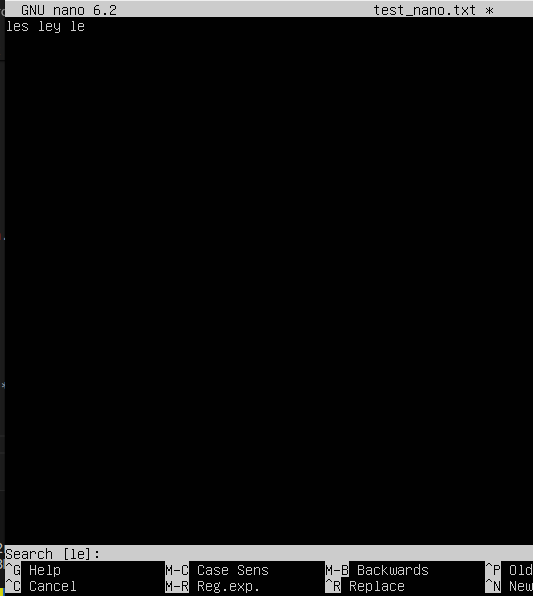 GNU nano 6.2 test_nano.txt *
les ley le
Search [le]:
^G Help M-C Case Sens M-B Backwards ^P Old
^C Cancel M-R Reg.exp. ^R Replace ^N New